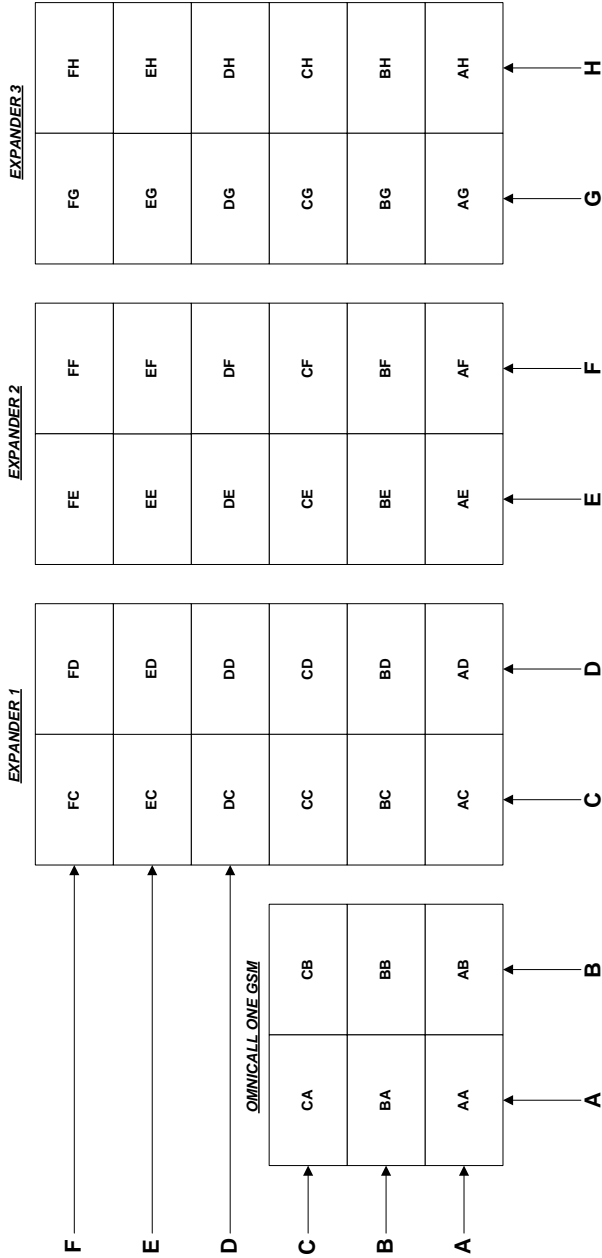 EXPANDER 1 EXPANDER 2 EXPANDER 3
F FC FD FE FF FG FH
E EC ED EE EF EG EH
D DC DD DE DF DG DH
OMNICALL ONE GSM
C CA CB CC CD CE CF CG CH
B BA BB BC BD BE BF BG BH
A AA AB AC AD AE AF AG AH
A B C D E F G H